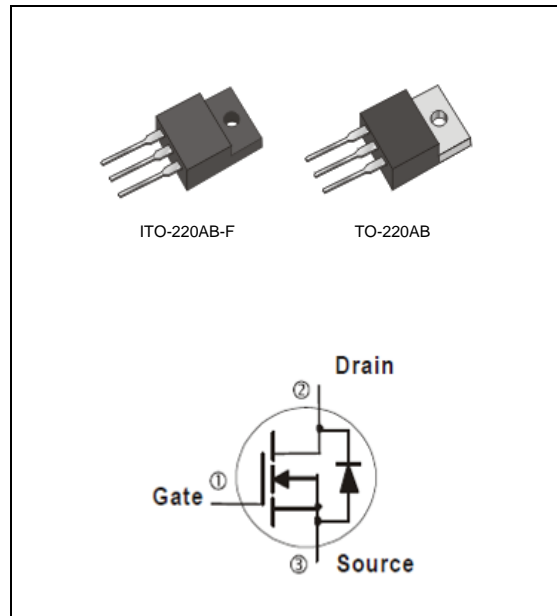 ITO-220AB-F TO-220AB
Drain
②
①
Gate
③ Source